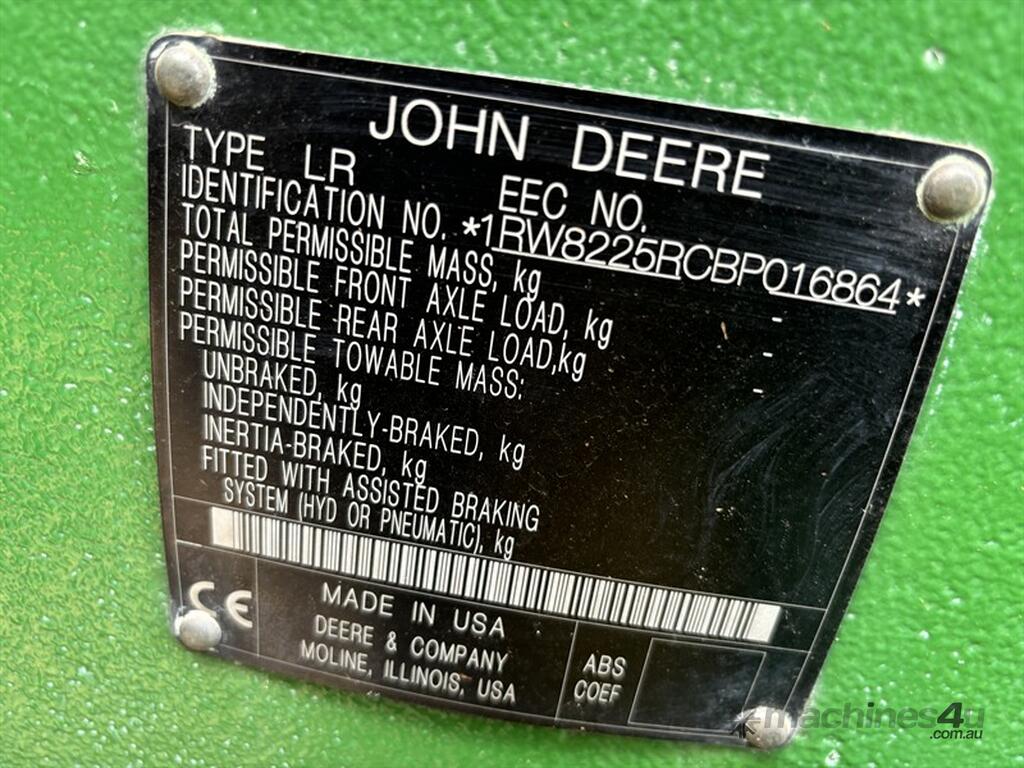 JOHN DEERE
TYPE LR EEC NO.
IDENTIFICATION NO. *1RW8225RCBP016864*
TOTAL PERMISSIBLE MASS, kg -
PERMISSIBLE FRONT AXLE LOAD, kg -
PERMISSIBLE REAR AXLE LOAD,kg -
PERMISSIBLE TOWABLE MASS:
UNBRAKED, kg
INDEPENDENTLY-BRAKED, kg
INERTIA-BRAKED, kg
FITTED WITH ASSISTED BRAKING
SYSTEM (HYD OR PNEUMATIC), kg
CE
MADE IN USA
DEERE & COMPANY
MOLINE, ILLINOIS, USA
ABS
COEF
machines4u
.com.au